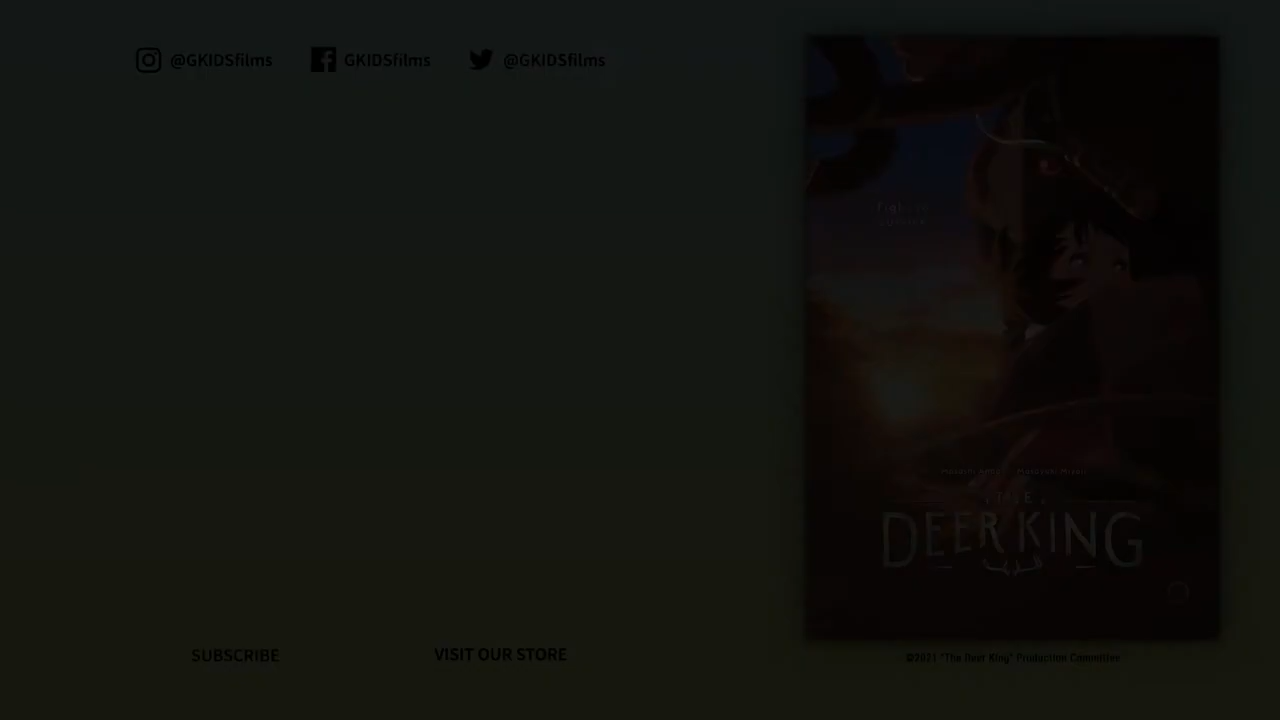 @GKIDSfilms
GKIDSfilms
@GKIDSfilms
THE
DEER KING
SUBSCRIBE
VISIT OUR STORE
©2021 "The Deer King" Production Committee